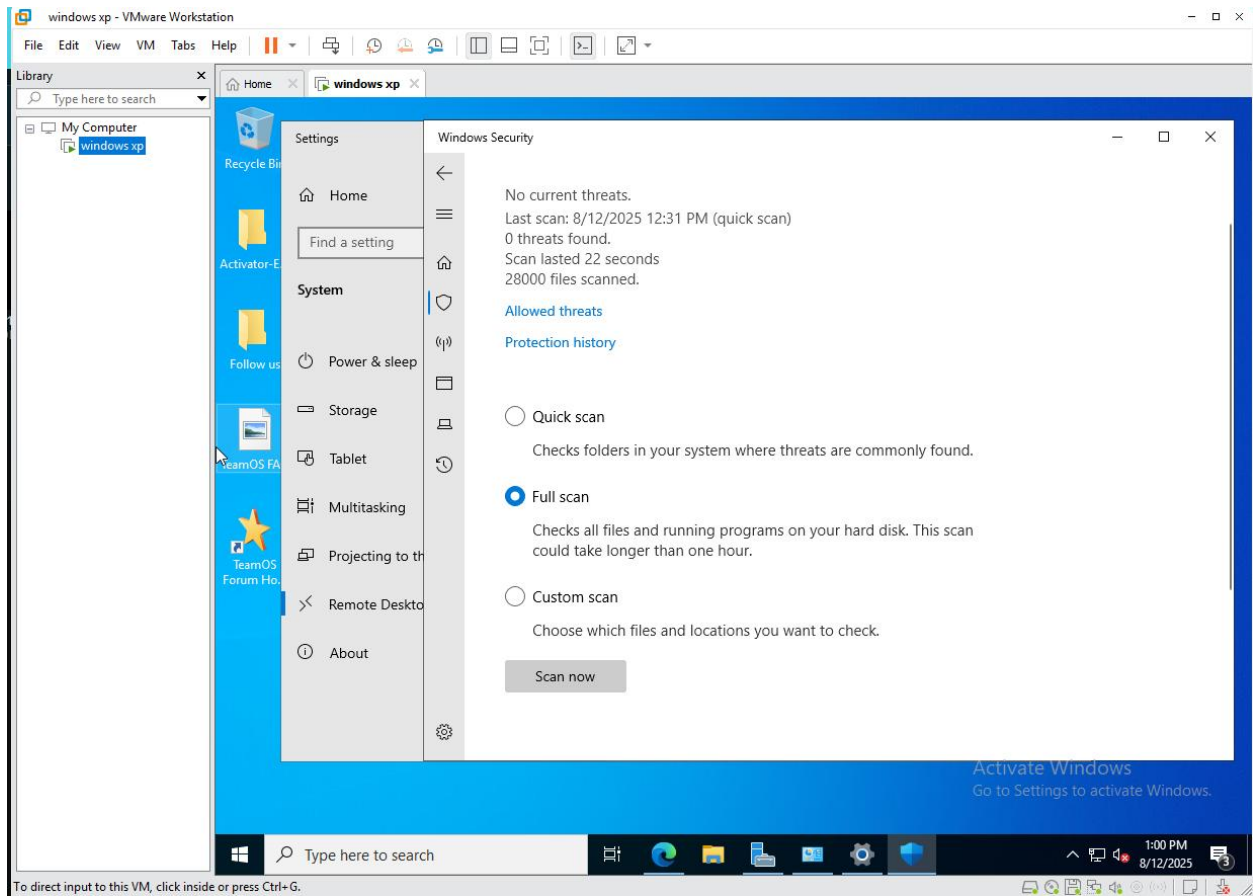 windows xp - VMware Workstation
File Edit View VM Tabs Help
Library
Home
windows xp
Type here to search
My Computer
windows xp
Recycle Bin
Activator-E
Follow us
TeamOS FA
TeamOS
Forum Ho.
Settings
Home
Find a setting
System
Power & sleep
Storage
Tablet
Multitasking
Projecting to th
Remote Deskto
About
Windows Security
No current threats.
Last scan: 8/12/2025 12:31 PM (quick scan)
0 threats found.
Scan lasted 22 seconds
28000 files scanned.
Allowed threats
Protection history
Quick scan
Checks folders in your system where threats are commonly found.
Full scan
Checks all files and running programs on your hard disk. This scan
could take longer than one hour.
Custom scan
Choose which files and locations you want to check.
Scan now
Activate Windows
Go to Settings to activate Windows.
Type here to search
1:00 PM
8/12/2025
3
To direct input to this VM, click inside or press Ctrl+G.